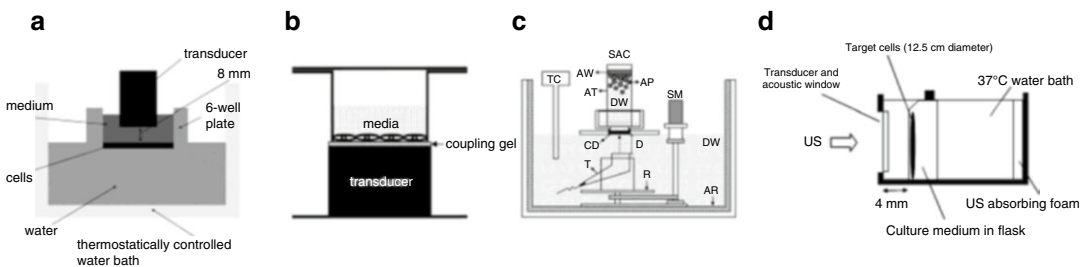 a
transducer
8 mm
medium
6-well
plate
cells
water
thermostatically controlled
water bath
b
media
coupling gel
transducer
c
SAC
AW
AP
TC
AT
DW
SM
CD
D
DW
T
R
AR
d
Target cells (12.5 cm diameter)
Transducer and
acoustic window
37°C water bath
US
4 mm
US absorbing foam
Culture medium in flask